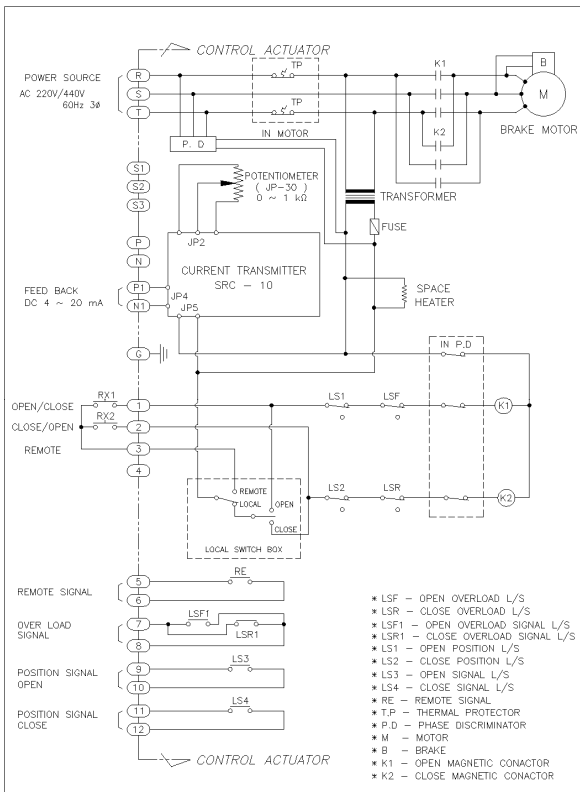 CONTROL ACTUATOR
POWER SOURCE
AC 220V/440V
60Hz 3ø
R
S
T
TP
TP
K1
K2
B
M
BRAKE MOTOR
IN MOTOR
P. D
S1
S2
S3
POTENTIOMETER
( JP-30 )
0 ~ 1 kΩ
TRANSFORMER
FUSE
P
N
JP2
CURRENT TRANSMITTER
SRC - 10
FEED BACK
DC 4 ~ 20 mA
P1
N1
JP4
JP5
SPACE
HEATER
G
IN P.D
OPEN/CLOSE
RX1
1
LS1
LSF
K1
CLOSE/OPEN
RX2
2
REMOTE
3
4
REMOTE
LOCAL
OPEN
CLOSE
LOCAL SWITCH BOX
LS2
LSR
K2
REMOTE SIGNAL
5
6
RE
OVER LOAD
SIGNAL
7
8
LSF1
LSR1
POSITION SIGNAL
OPEN
9
10
LS3
POSITION SIGNAL
CLOSE
11
12
LS4
CONTROL ACTUATOR
* LSF - OPEN OVERLOAD L/S
* LSR - CLOSE OVERLOAD L/S
* LSF1 - OPEN OVERLOAD SIGNAL L/S
* LSR1 - CLOSE OVERLOAD SIGNAL L/S
* LS1 - OPEN POSITION L/S
* LS2 - CLOSE POSITION L/S
* LS3 - OPEN SIGNAL L/S
* LS4 - CLOSE SIGNAL L/S
* RE - REMOTE SIGNAL
* T.P - THERMAL PROTECTOR
* P.D - PHASE DISCRIMINATOR
* M - MOTOR
* B - BRAKE
* K1 - OPEN MAGNETIC CONACTOR
* K2 - CLOSE MAGNETIC CONACTOR